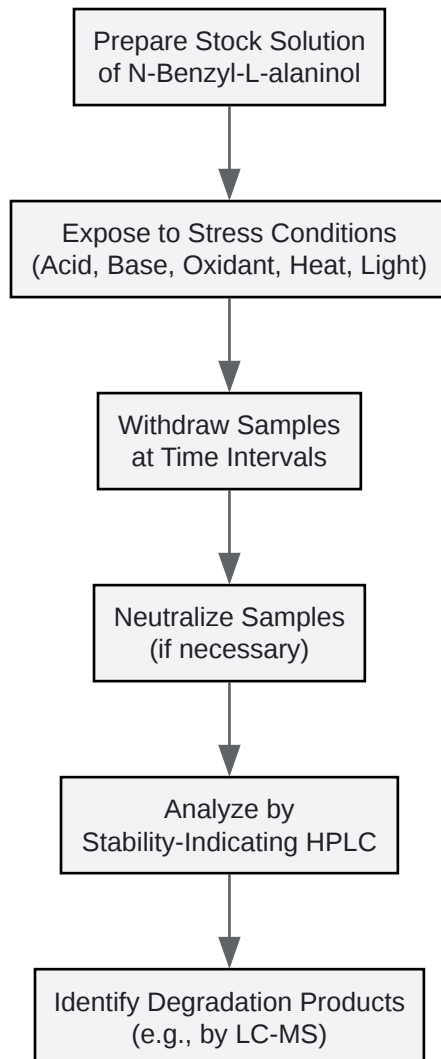 Prepare Stock Solution
of N-Benzyl-L-alaninol
Expose to Stress Conditions
(Acid, Base, Oxidant, Heat, Light)
Withdraw Samples
at Time Intervals
Neutralize Samples
(if necessary)
Analyze by
Stability-Indicating HPLC
Identify Degradation Products
(e.g., by LC-MS)